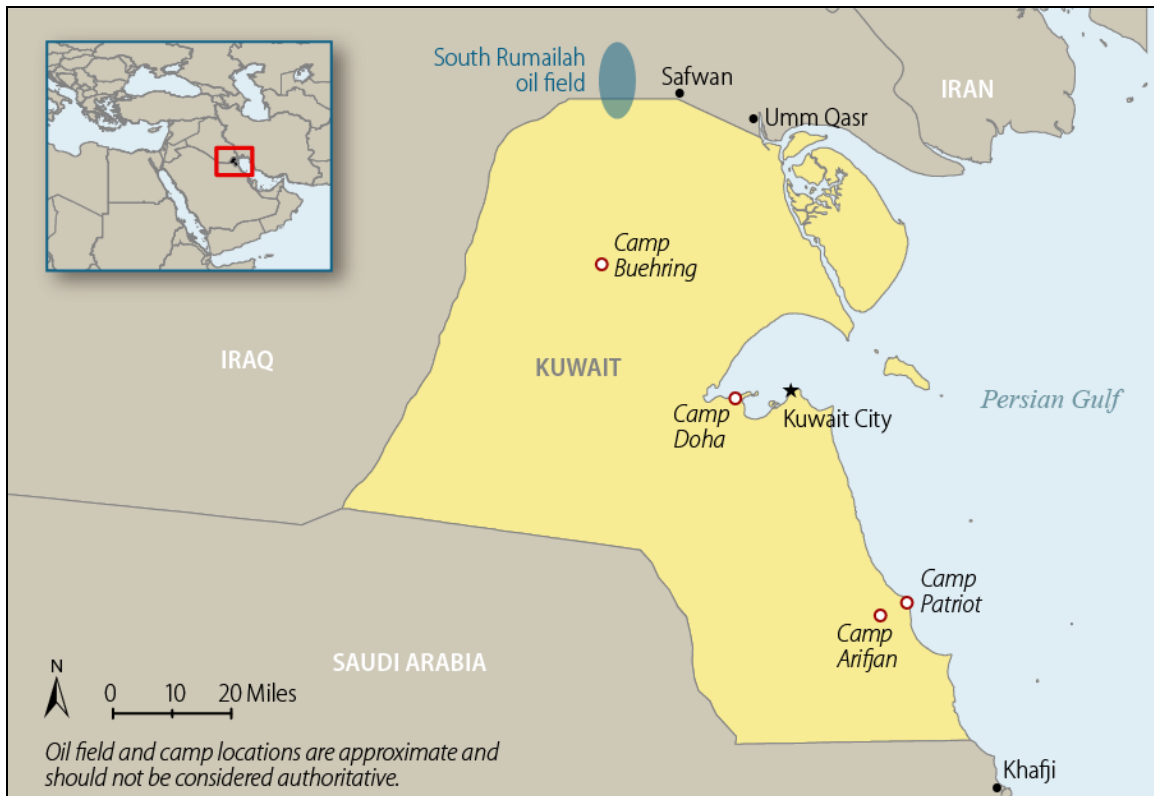 South Rumailah
oil field
Safwan
IRAN
Umm Qasr
Camp
Buehring
IRAQ
KUWAIT
Persian Gulf
Camp
Doha
Kuwait City
Camp
Patriot
Camp
Arifjan
SAUDI ARABIA
N
0 10 20 Miles
Oil field and camp locations are approximate and
should not be considered authoritative.
Khafji